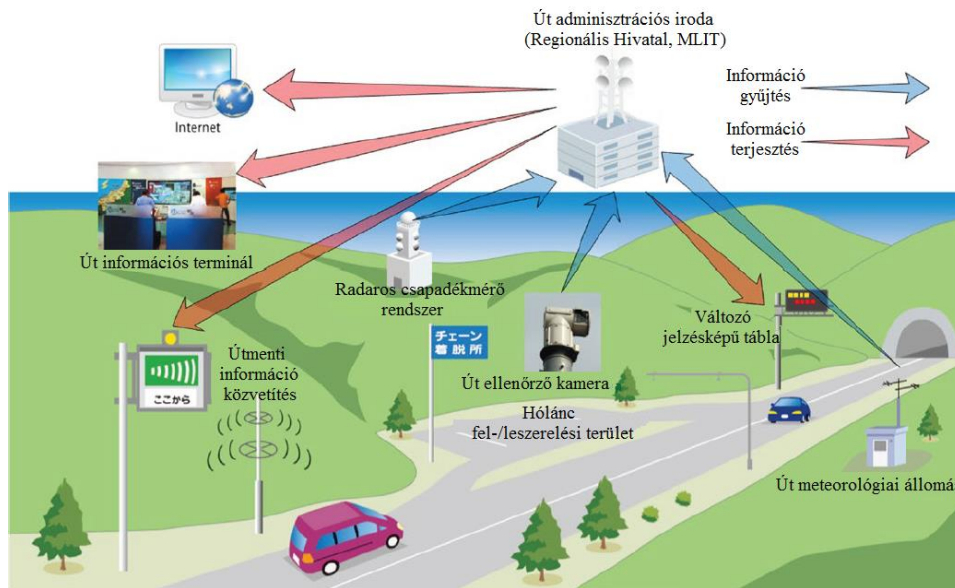 Út adminisztrációs iroda
(Regionális Hivatal, MLIT)
Információ
gyűjtés
Információ
terjesztés
Internet
Út információs terminál
Radaros csapadékmérő
rendszer
Változó
jelzésképű tábla
チェーン
着脱所
Útmenti
információ
közvetítés
ここから
Út ellenőrző kamera
Hólánc
fel-/leszerelési terület
Út meteorológiai állomá